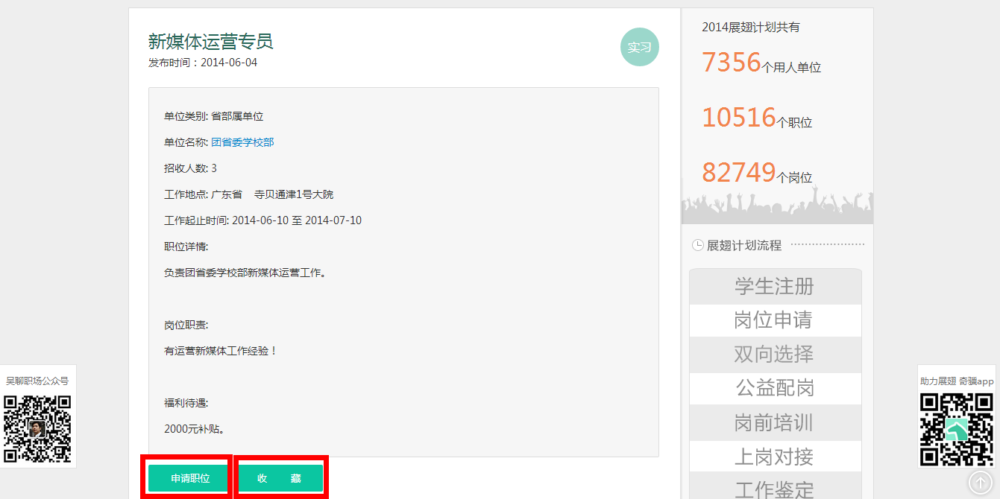 新媒体运营专员
实习
发布时间：2014-06-04
单位类别: 省部属单位
单位名称: 团省委学校部
招收人数: 3
工作地点: 广东省 寺贝通津1号大院
工作起止时间: 2014-06-10 至 2014-07-10
职位详情:
负责团省委学校部新媒体运营工作。
岗位职责:
有运营新媒体工作经验！
福利待遇:
2000元补贴。
申请职位
收 藏
2014展翅计划共有
7356个用人单位
10516个职位
82749个岗位
展翅计划流程
学生注册
岗位申请
双向选择
公益配岗
岗前培训
上岗对接
工作鉴定
吴聊职场公众号
助力展翅 奇骥app